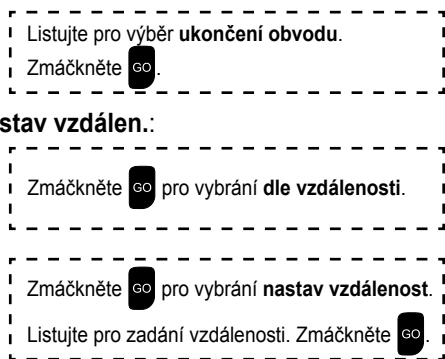 Listujte pro výběr ukončení obvodu.
Zmáčkněte GO.
stav vzdálen.:
Zmáčkněte GO pro vybrání dle vzdálenosti.
Zmáčkněte GO pro vybrání nastav vzdálenost.
Listujte pro zadání vzdálenosti. Zmáčkněte GO.